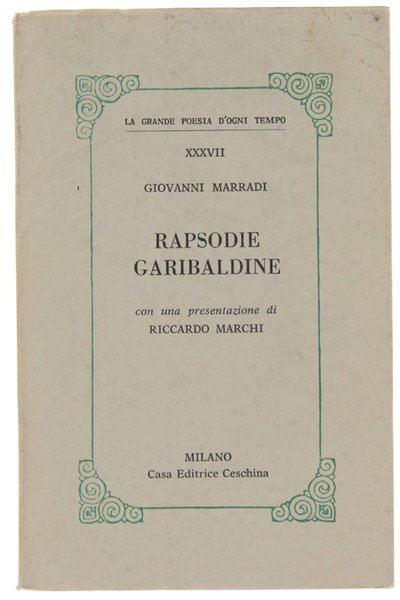 LA GRANDE POESIA D'OGNI TEMPO
XXXVII
GIOVANNI MARRADI
RAPSODIE
GARIBALDINE
con una presentazione di
RICCARDO MARCHI
MILANO
Casa Editrice Ceschina